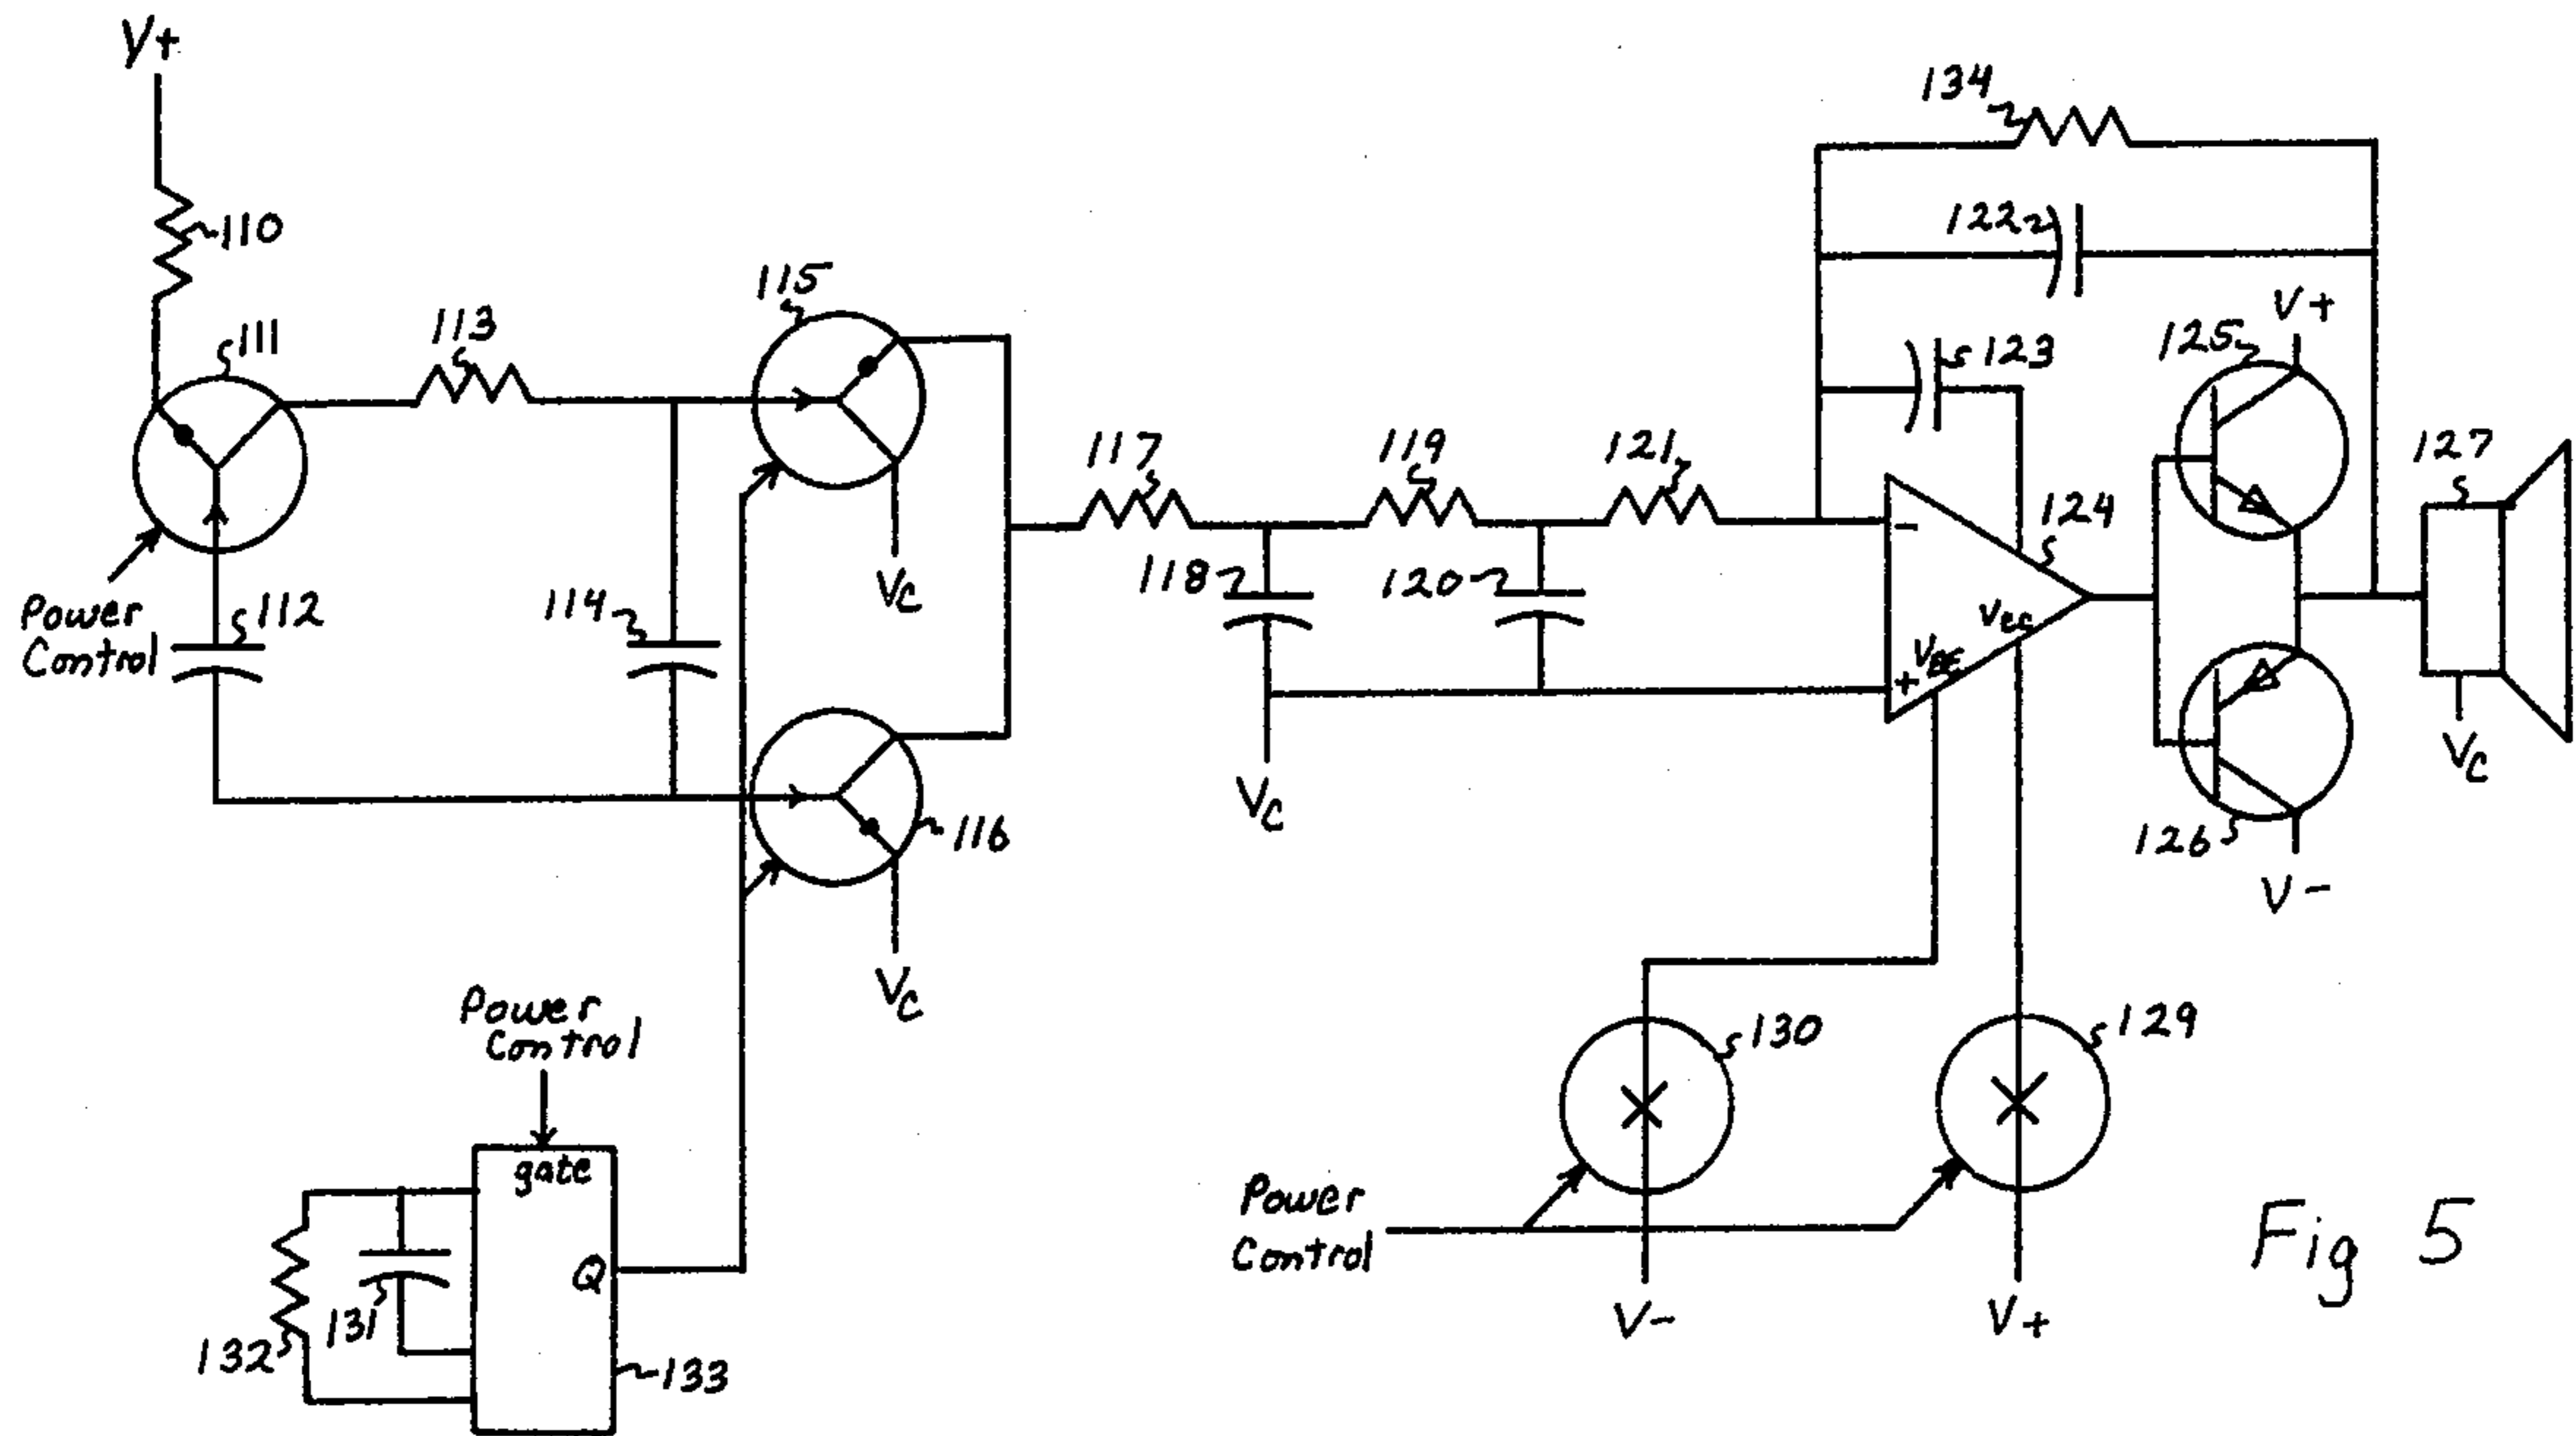 V+
110
111
113
115
Power
Control
112
114
VC
116
VC
117
118
119
120
121
VC
134
122
123
124
-
+
VEE
VCC
125
V+
126
V-
127
VC
Power
Control
gate
Q
131
132
133
130
129
Power
Control
V-
V+
Fig 5